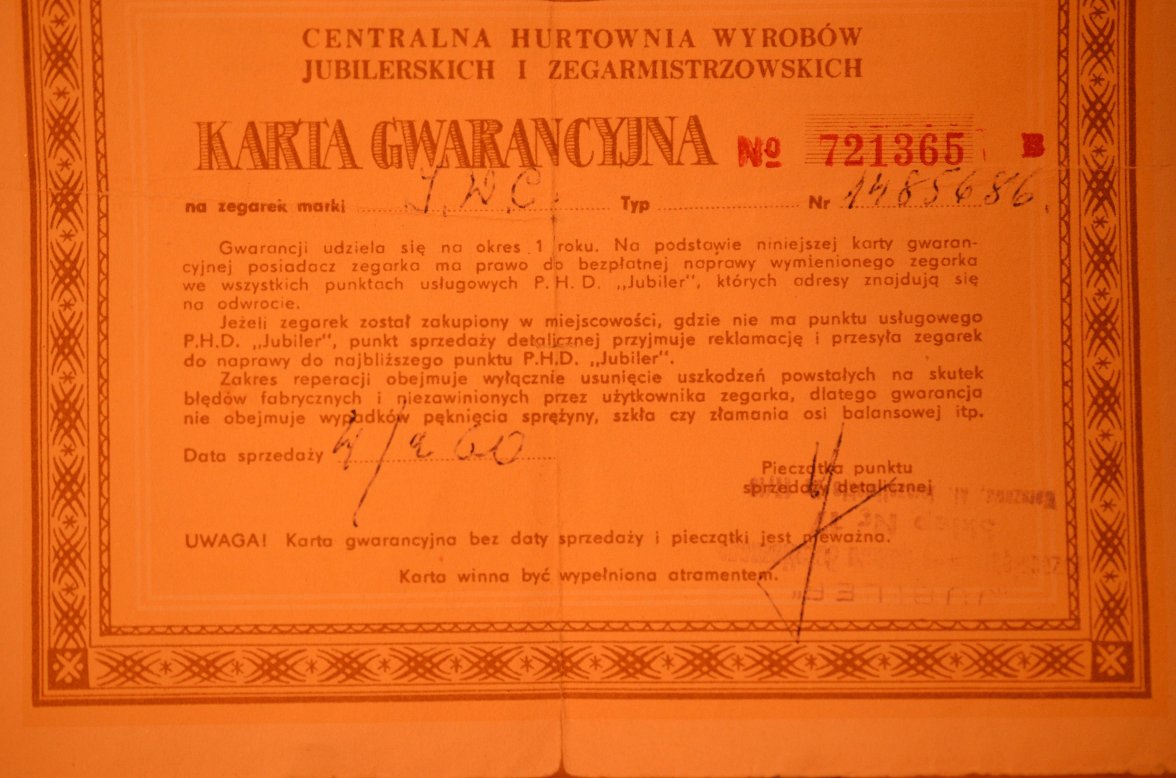 CENTRALNA HURTOWNIA WYROBÓW
JUBILERSKICH I ZEGARMISTRZOWSKICH
KARTA GWARANCYJNA № 721365 B
na zegarek marki I.W.C. Typ Nr 1485686.
Gwarancji udziela się na okres 1 roku. Na podstawie niniejszej karty gwaran-
cyjnej posiadacz zegarka ma prawo do bezpłatnej naprawy wymienionego zegarka
we wszystkich punktach usługowych P.H.D. „Jubiler”, których adresy znajdują się
na odwrocie.
Jeżeli zegarek został zakupiony w miejscowości, gdzie nie ma punktu usługowego
P.H.D. „Jubiler”, punkt sprzedaży detalicznej przyjmuje reklamację i przesyła zegarek
do naprawy do najbliższego punktu P.H.D. „Jubiler”.
Zakres reperacji obejmuje wyłącznie usunięcie uszkodzeń powstałych na skutek
błędów fabrycznych i niezawinionych przez użytkownika zegarka, dlatego gwarancja
nie obejmuje wypadków pęknięcia sprężyny, szkła czy złamania osi balansowej itp.
Data sprzedaży 60
Pieczątka punktu
sprzedaży detalicznej
UWAGA! Karta gwarancyjna bez daty sprzedaży i pieczątki jest nieważna.
Karta winna być wypełniona atramentem.